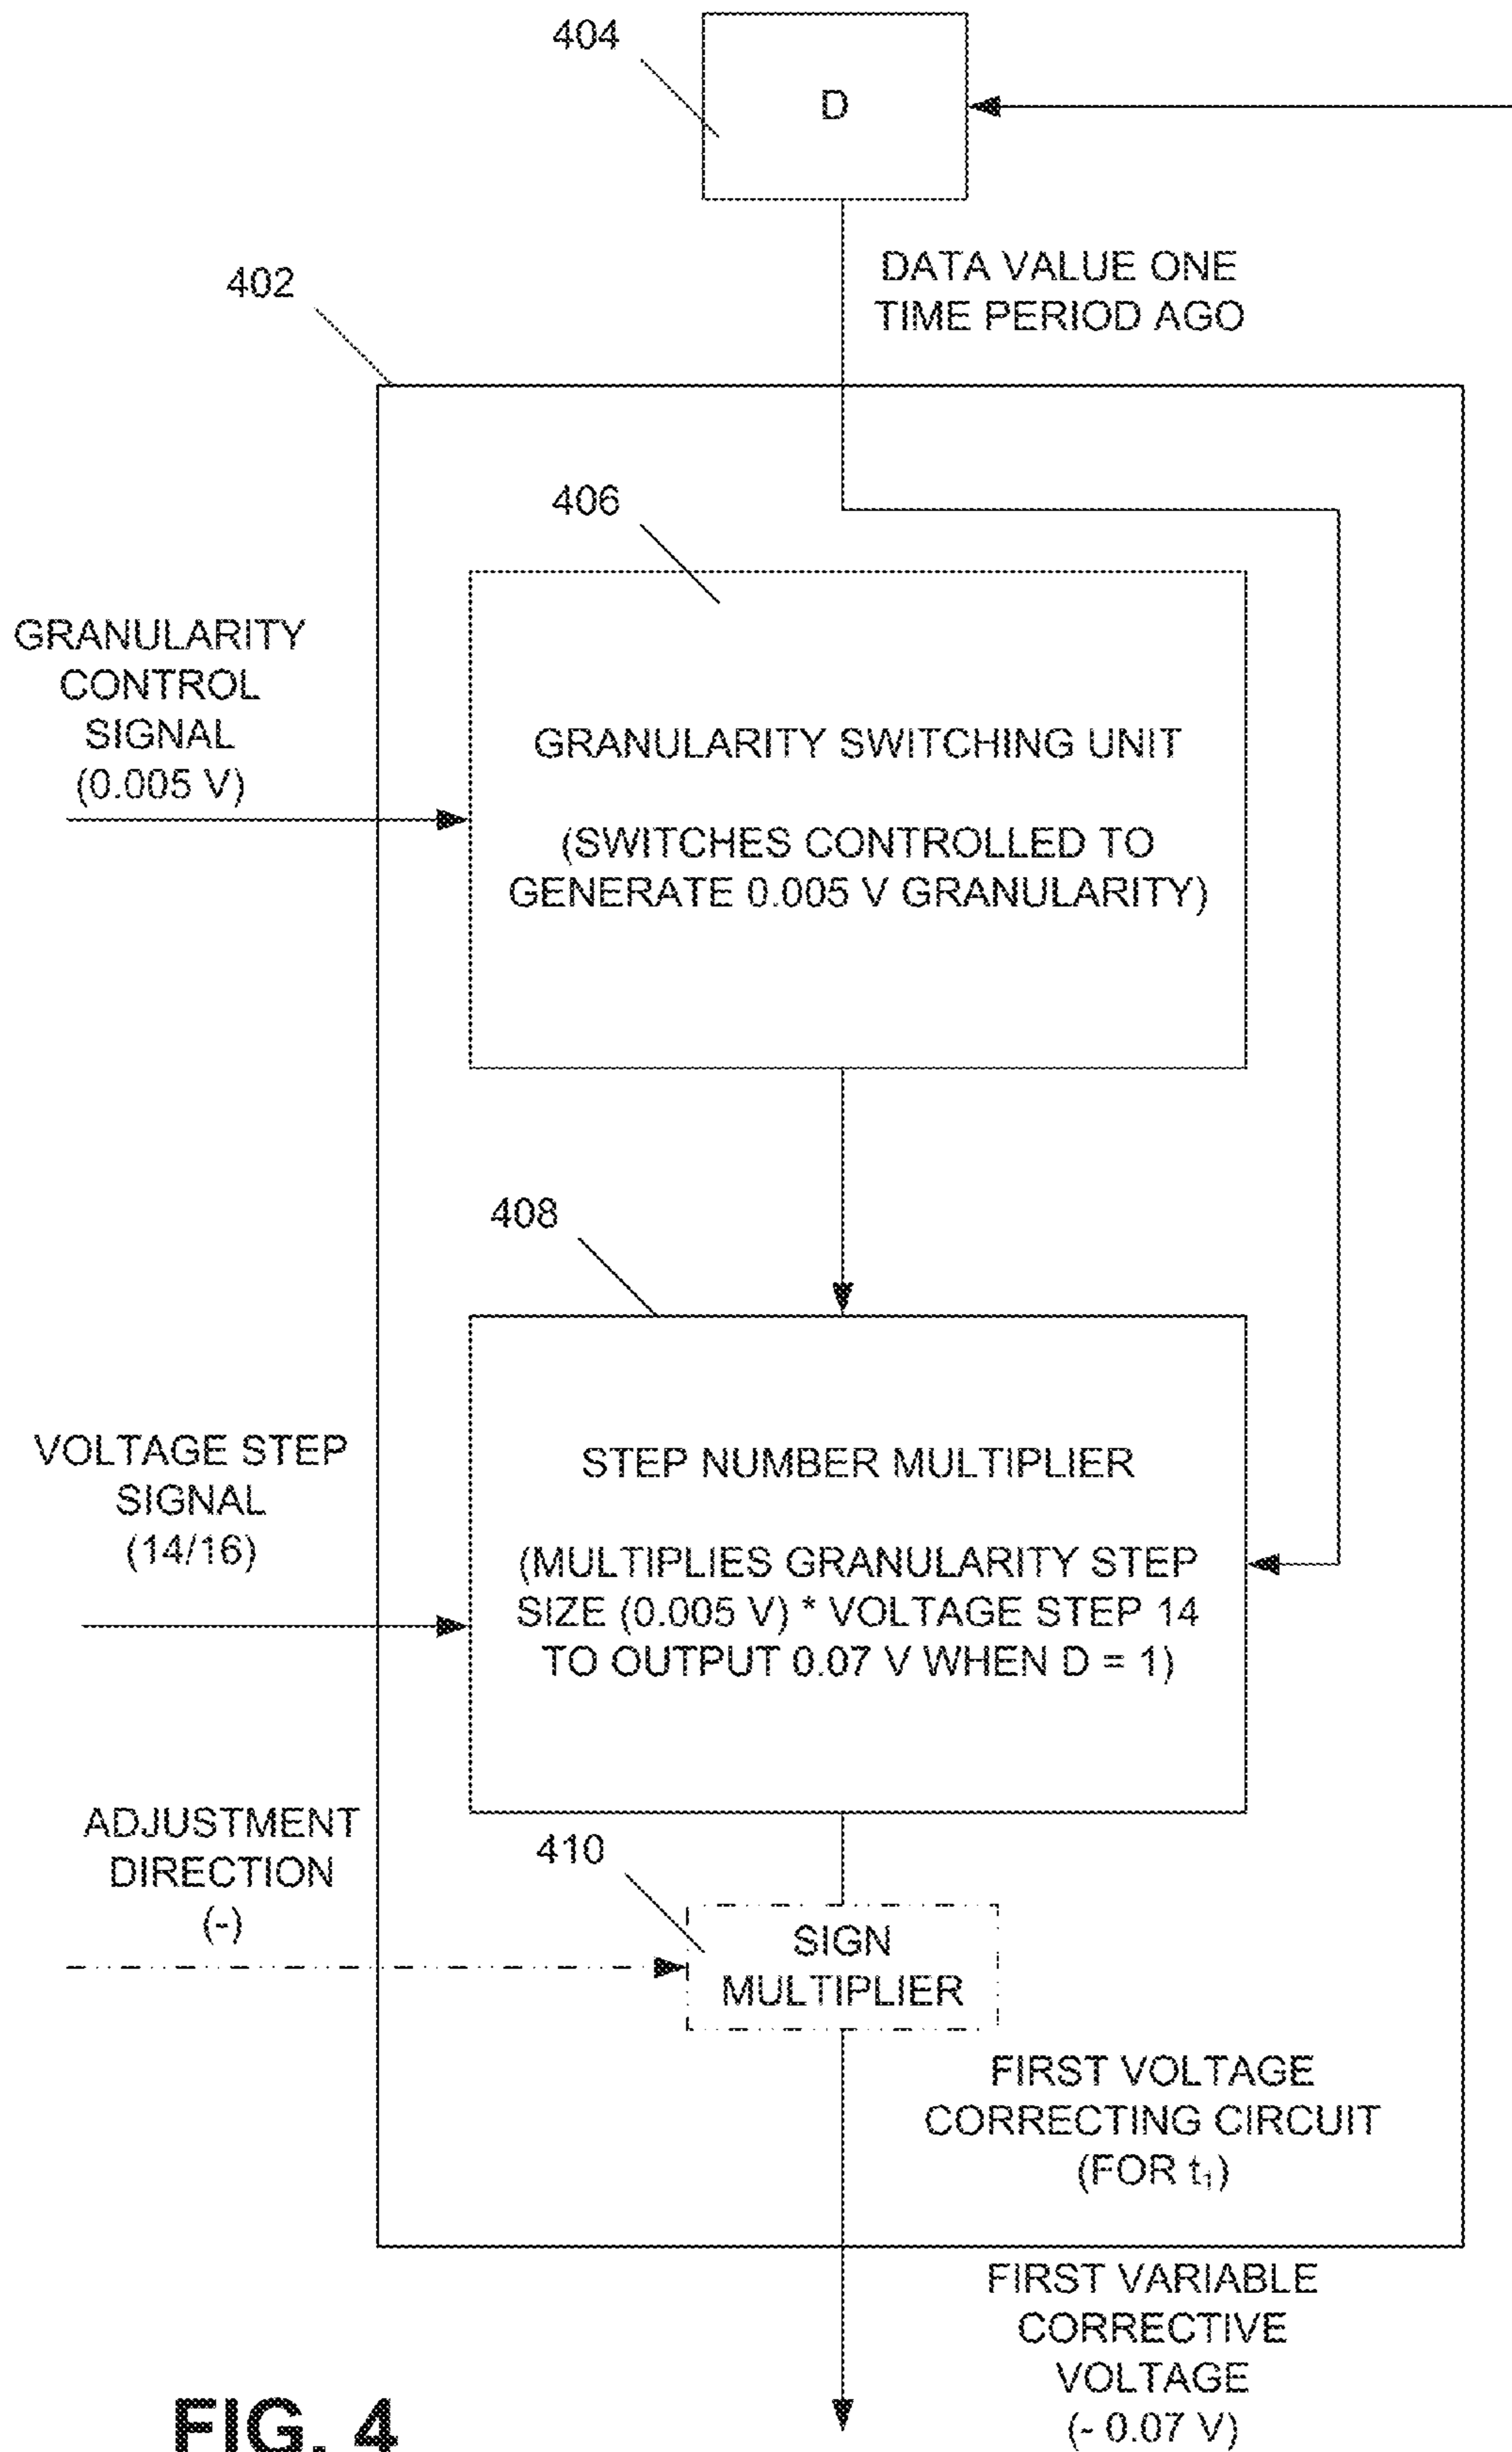 404
D
DATA VALUE ONE
TIME PERIOD AGO
402
406
GRANULARITY
CONTROL
SIGNAL
(0.005 V)
GRANULARITY SWITCHING UNIT
(SWITCHES CONTROLLED TO
GENERATE 0.005 V GRANULARITY)
408
VOLTAGE STEP
SIGNAL
(14/16)
STEP NUMBER MULTIPLIER
(MULTIPLIES GRANULARITY STEP
SIZE (0.005 V) * VOLTAGE STEP 14
TO OUTPUT 0.07 V WHEN D = 1)
ADJUSTMENT
DIRECTION
(-)
410
SIGN
MULTIPLIER
FIRST VOLTAGE
CORRECTING CIRCUIT
(FOR t₁)
FIRST VARIABLE
CORRECTIVE
VOLTAGE
(- 0.07 V)
FIG. 4